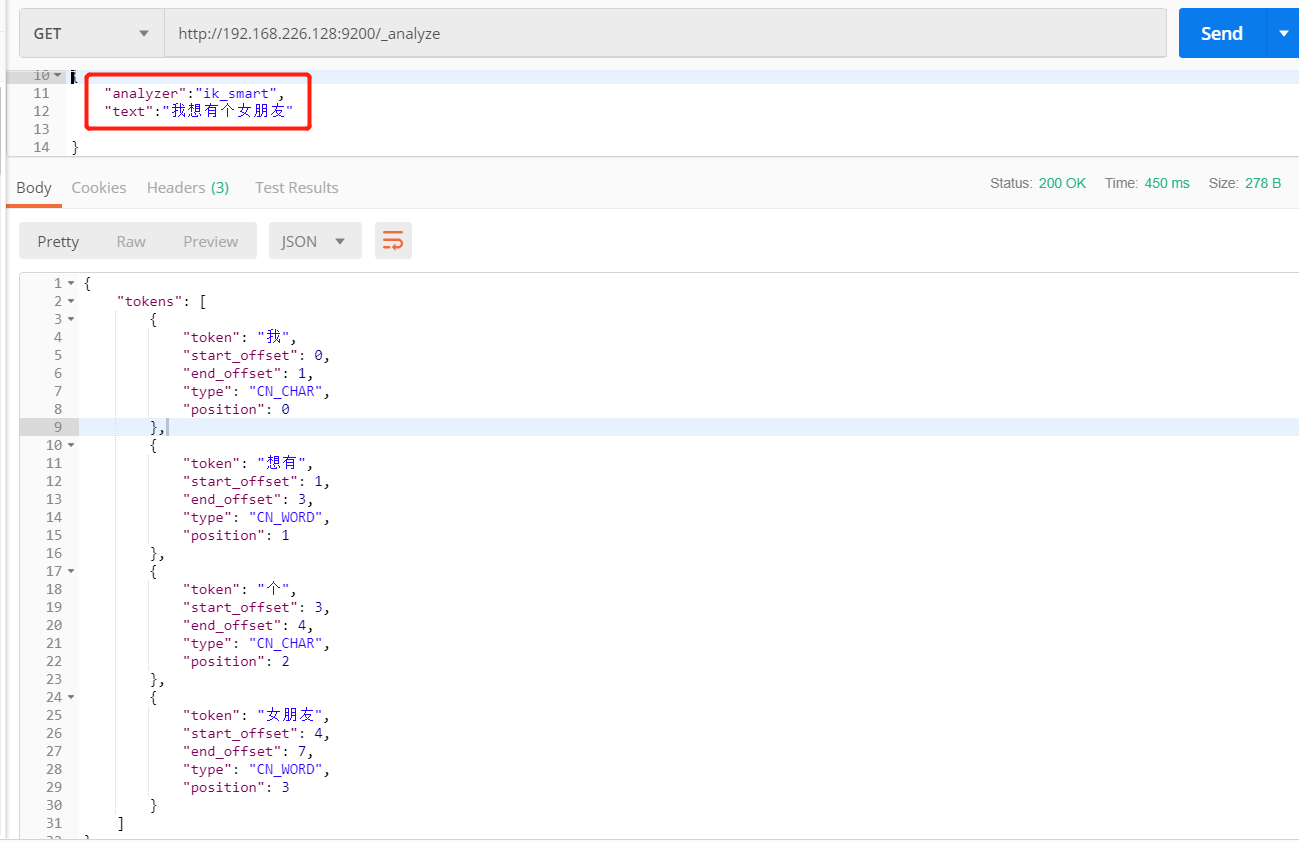 GET http://192.168.226.128:9200/_analyze Send
10 {
11 "analyzer":"ik_smart",
12 "text":"我想有个女朋友"
13
14 }
Body Cookies Headers (3) Test Results Status: 200 OK Time: 450 ms Size: 278 B
Pretty Raw Preview JSON
1 {
2 "tokens": [
3 {
4 "token": "我",
5 "start_offset": 0,
6 "end_offset": 1,
7 "type": "CN_CHAR",
8 "position": 0
9 },
10 {
11 "token": "想有",
12 "start_offset": 1,
13 "end_offset": 3,
14 "type": "CN_WORD",
15 "position": 1
16 },
17 {
18 "token": "个",
19 "start_offset": 3,
20 "end_offset": 4,
21 "type": "CN_CHAR",
22 "position": 2
23 },
24 {
25 "token": "女朋友",
26 "start_offset": 4,
27 "end_offset": 7,
28 "type": "CN_WORD",
29 "position": 3
30 }
31 ]